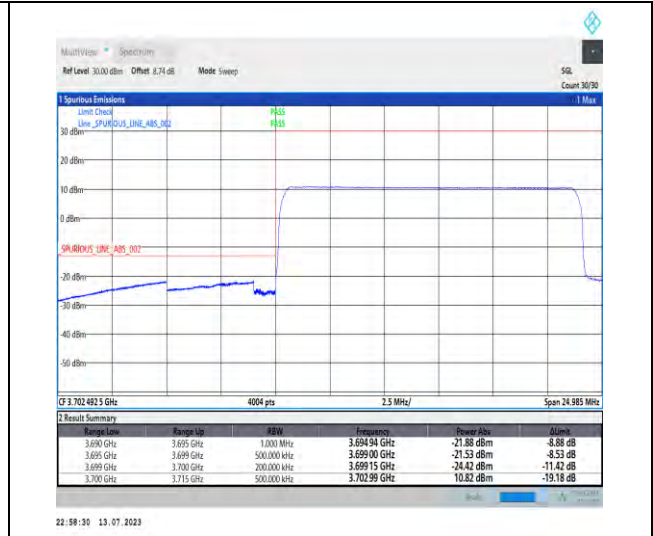 MultiView Spectrum
Ref Level 30.00 dBm Offset 8.74 dB Mode Sweep SGL
Count 30/30
1 Spurious Emissions 1 Max
Limit Check PASS
Line _SPURIOUS_LINE_ABS_002 PASS
30 dBm
20 dBm
10 dBm
0 dBm
_SPURIOUS_LINE_ABS_002
-20 dBm
-30 dBm
-40 dBm
-50 dBm
CF 3.702 492 5 GHz 4004 pts 2.5 MHz/ Span 24.985 MHz
2 Result Summary
Range Low Range Up RBW Frequency Power Abs ΔLimit
3.690 GHz 3.695 GHz 1.000 MHz 3.694 94 GHz -21.88 dBm -8.88 dB
3.695 GHz 3.699 GHz 500.000 kHz 3.699 00 GHz -21.53 dBm -8.53 dB
3.699 GHz 3.700 GHz 200.000 kHz 3.699 15 GHz -24.42 dBm -11.42 dB
3.700 GHz 3.715 GHz 500.000 kHz 3.702 99 GHz 10.82 dBm -19.18 dB
22:58:30 13.07.2023